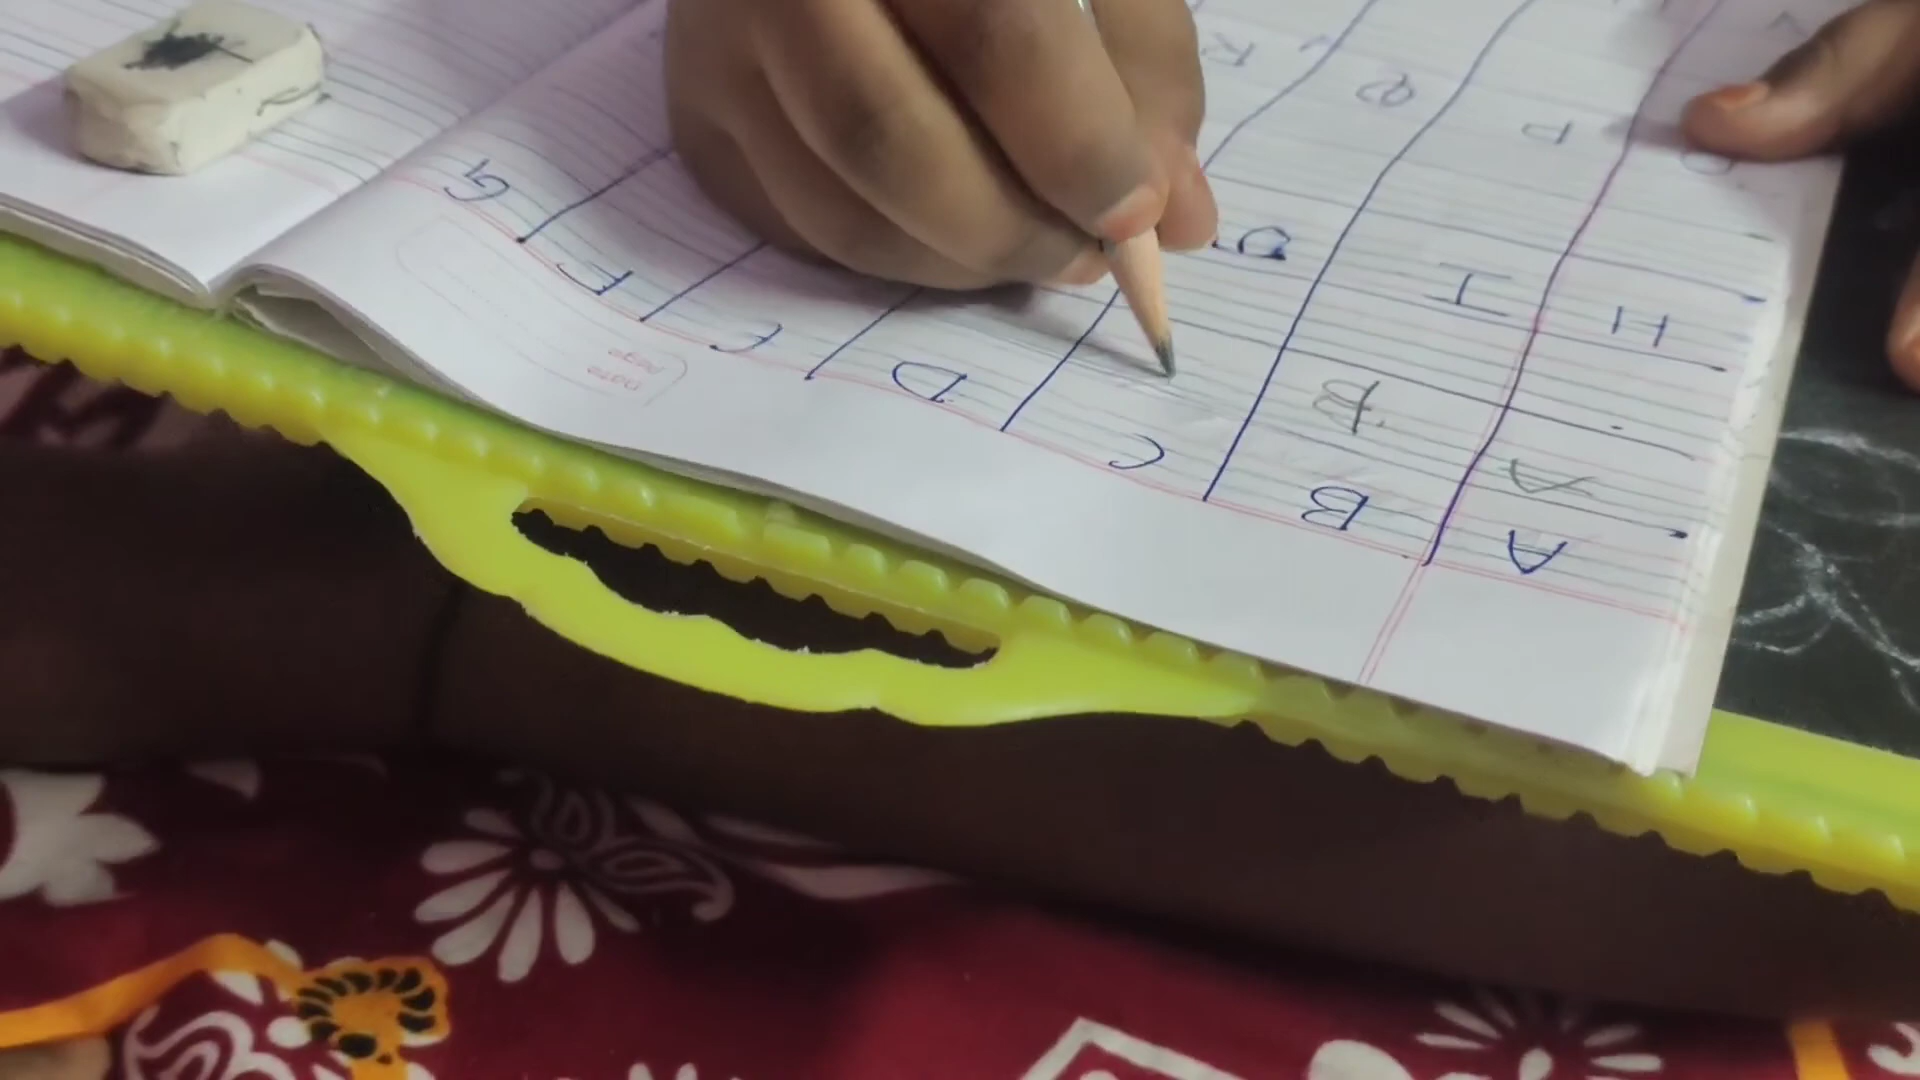 A B C D E F G
A B
H I J
O P Q R
Date
Page